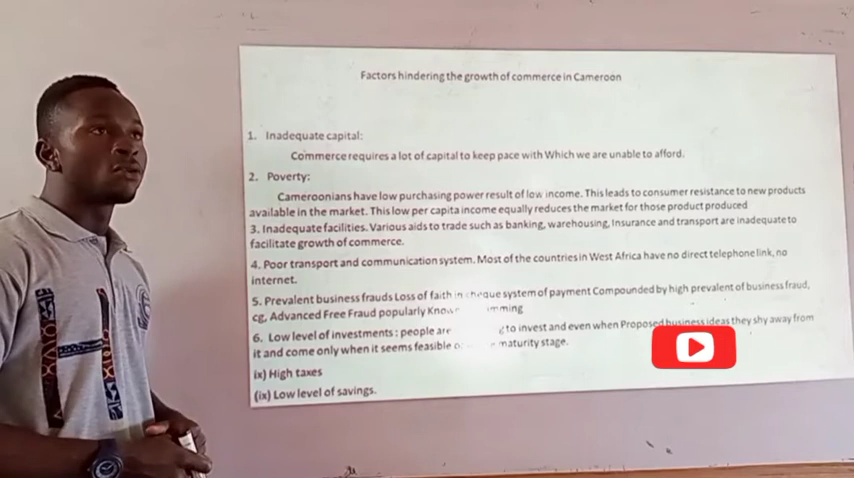 Factors hindering the growth of commerce in Cameroon
1. Inadequate capital:
Commerce requires a lot of capital to keep pace with Which we are unable to afford.
2. Poverty:
Cameroonians have low purchasing power result of low income. This leads to consumer resistance to new products
available in the market. This low per capita income equally reduces the market for those product produced
3. Inadequate facilities. Various aids to trade such as banking, warehousing, Insurance and transport are inadequate to
facilitate growth of commerce.
4. Poor transport and communication system. Most of the countries in West Africa have no direct telephone link, no
internet.
5. Prevalent business frauds Loss of faith in cheque system of payment Compounded by high prevalent of business fraud,
cg, Advanced Free Fraud popularly
6. Low level of investments : people are to invest and even when Proposed business ideas they shy away from
it and come only when it seems feasible maturity stage.
ix) High taxes
(ix) Low level of savings.